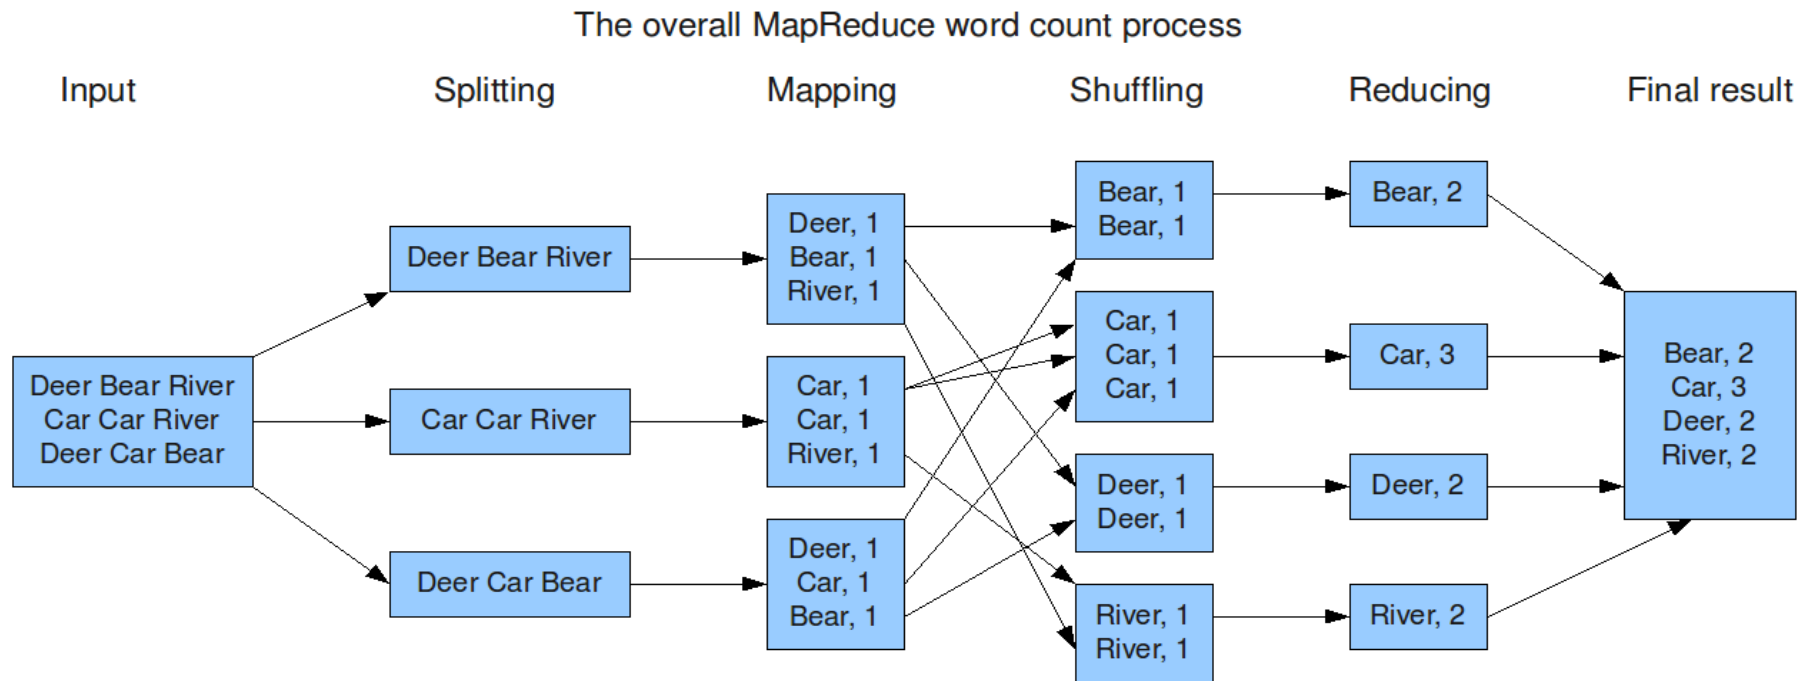 The overall MapReduce word count process
Input
Splitting
Mapping
Shuffling
Reducing
Final result
Deer Bear River
Car Car River
Deer Car Bear
Deer Bear River
Car Car River
Deer Car Bear
Deer, 1
Bear, 1
River, 1
Car, 1
Car, 1
River, 1
Deer, 1
Car, 1
Bear, 1
Bear, 1
Bear, 1
Car, 1
Car, 1
Car, 1
Deer, 1
Deer, 1
River, 1
River, 1
Bear, 2
Car, 3
Deer, 2
River, 2
Bear, 2
Car, 3
Deer, 2
River, 2